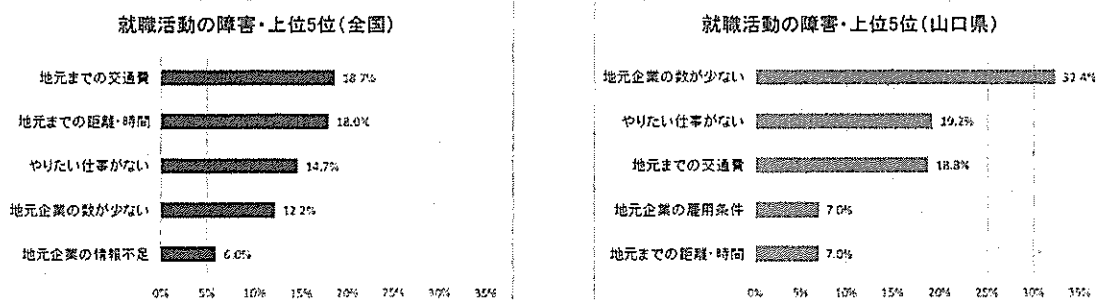 就職活動の障害・上位5位(全国)
地元までの交通費 18.7%
地元までの距離・時間 18.0%
やりたい仕事がない 14.7%
地元企業の数が少ない 12.2%
地元企業の情報不足 6.0%
0% 5% 10% 15% 20% 25% 30% 35%
就職活動の障害・上位5位(山口県)
地元企業の数が少ない 32.4%
やりたい仕事がない 19.2%
地元までの交通費 18.8%
地元企業の雇用条件 7.0%
地元までの距離・時間 7.0%
0% 5% 10% 15% 20% 25% 30% 35%